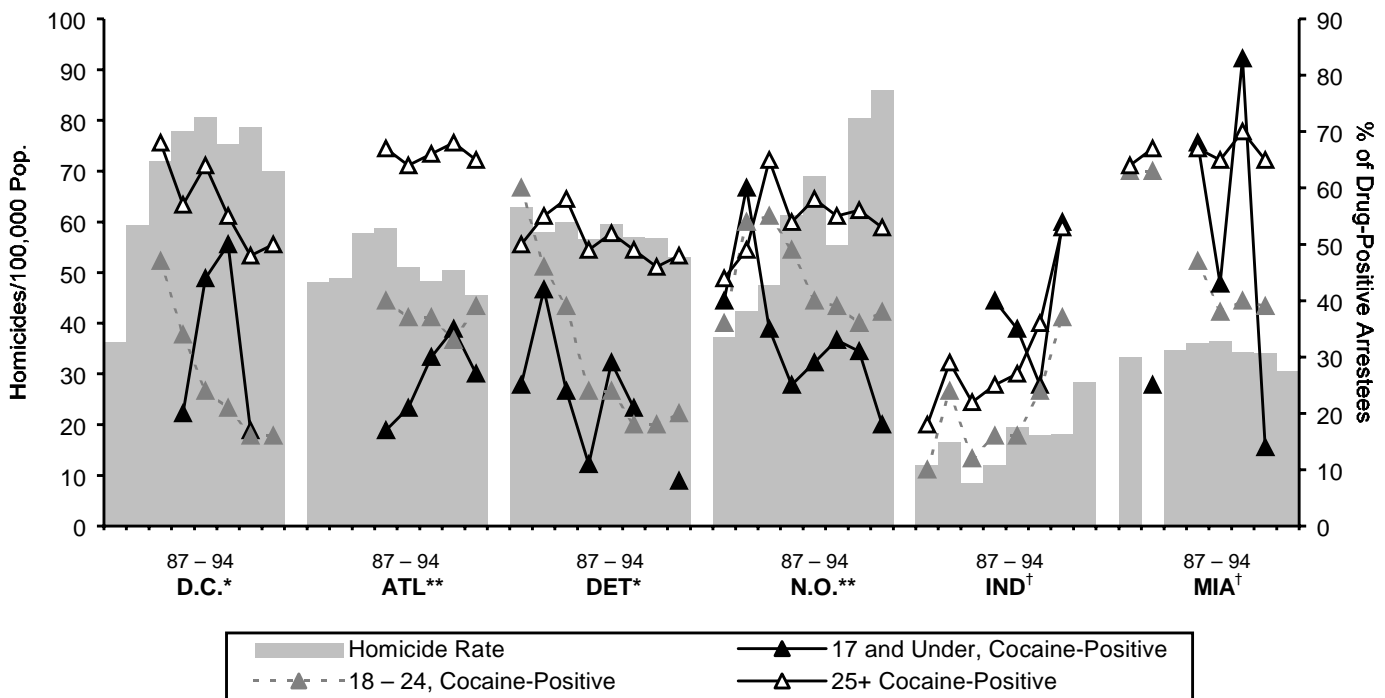 Homicides/100,000 Pop.
100
90
80
70
60
50
40
30
20
10
0
90
80
70
60
50
40
30
20
10
0
% of Drug-Positive Arrestees
87 – 94
D.C.*
87 – 94
ATL**
87 – 94
DET*
87 – 94
N.O.**
87 – 94
IND†
87 – 94
MIA†
Homicide Rate
17 and Under, Cocaine-Positive
18 – 24, Cocaine-Positive
25+ Cocaine-Positive